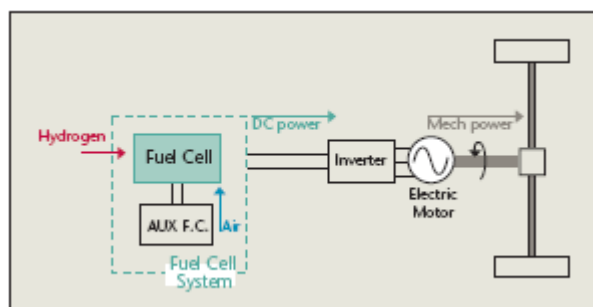 DC power
Mech power
Hydrogen
Fuel Cell
Inverter
Electric
Motor
AUX F.C.
Air
Fuel Cell
System